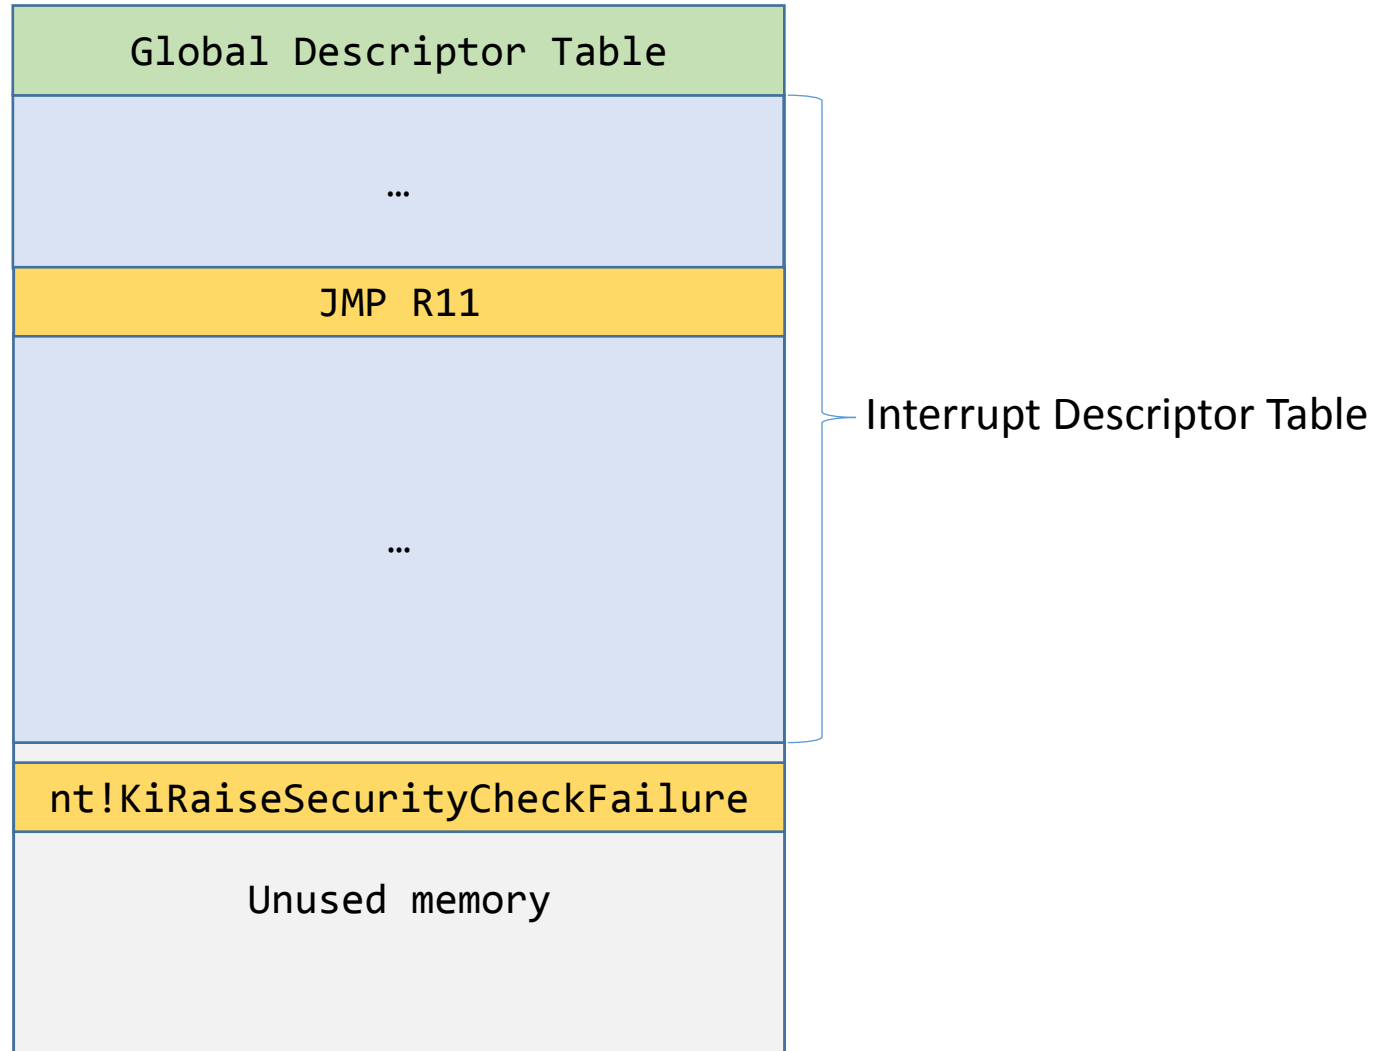 Global Descriptor Table
…
JMP R11
Interrupt Descriptor Table
…
nt!KiRaiseSecurityCheckFailure
Unused memory